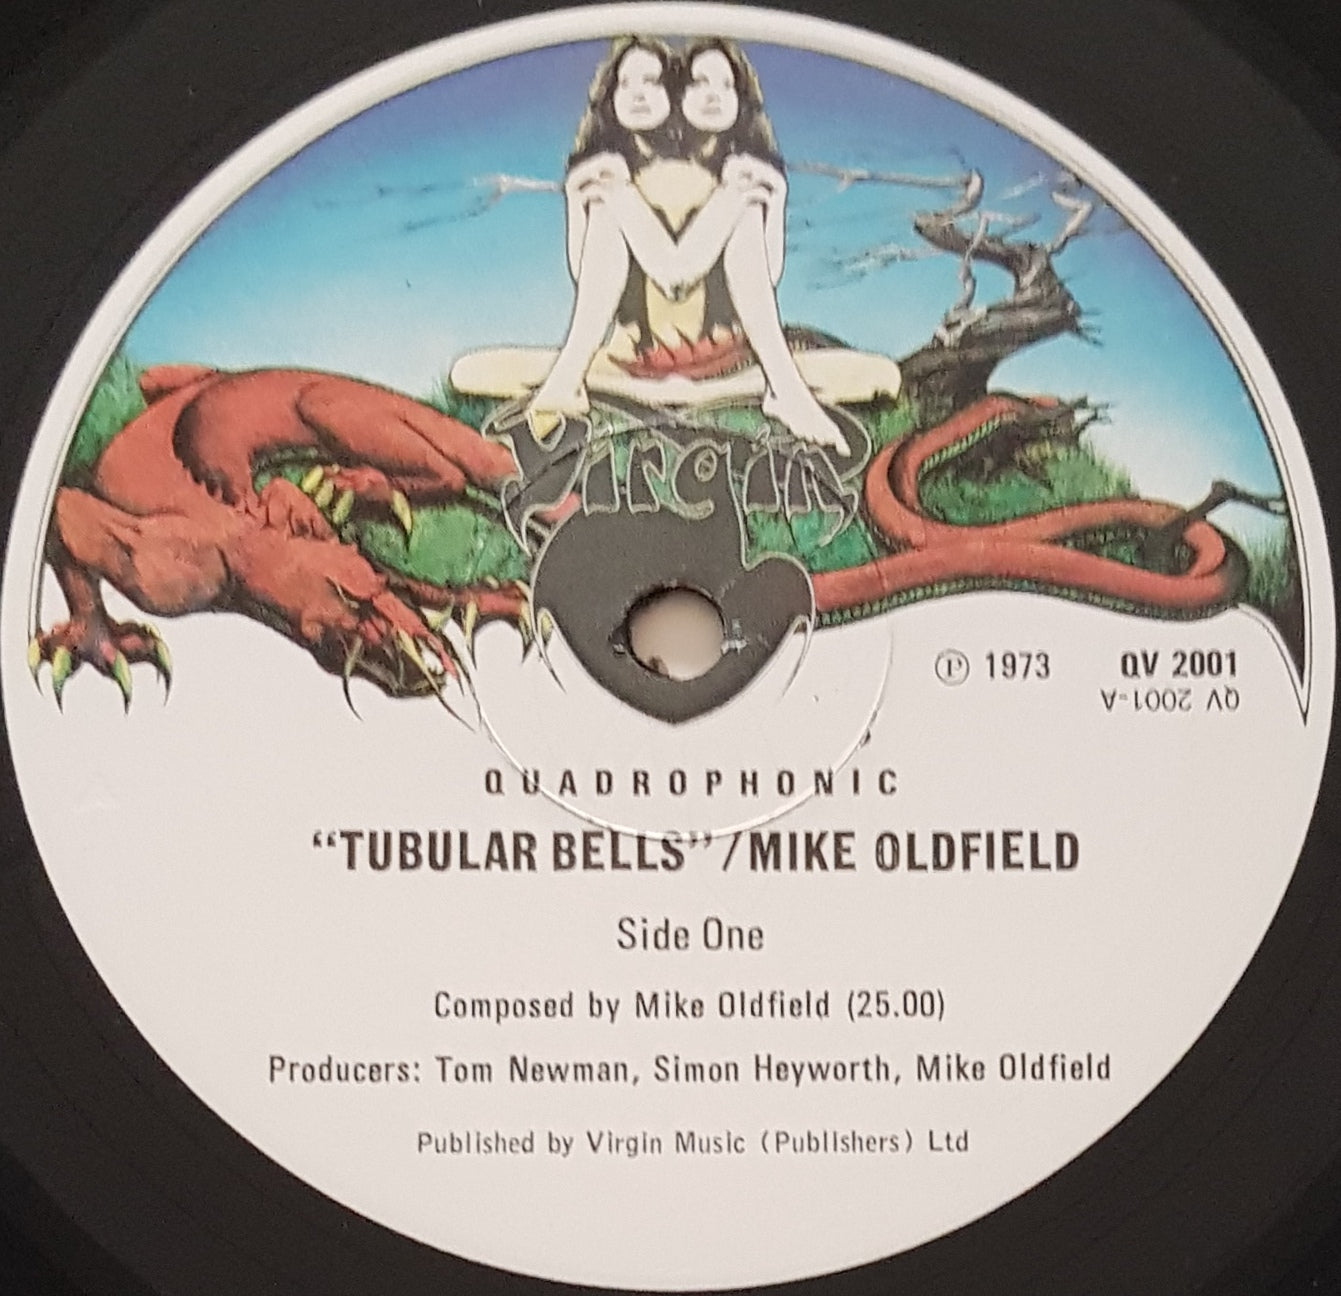 Virgin
℗ 1973 QV 2001
QV 2001-A
QUADROPHONIC
“TUBULAR BELLS”/MIKE OLDFIELD
Side One
Composed by Mike Oldfield (25.00)
Producers: Tom Newman, Simon Heyworth, Mike Oldfield
Published by Virgin Music (Publishers) Ltd